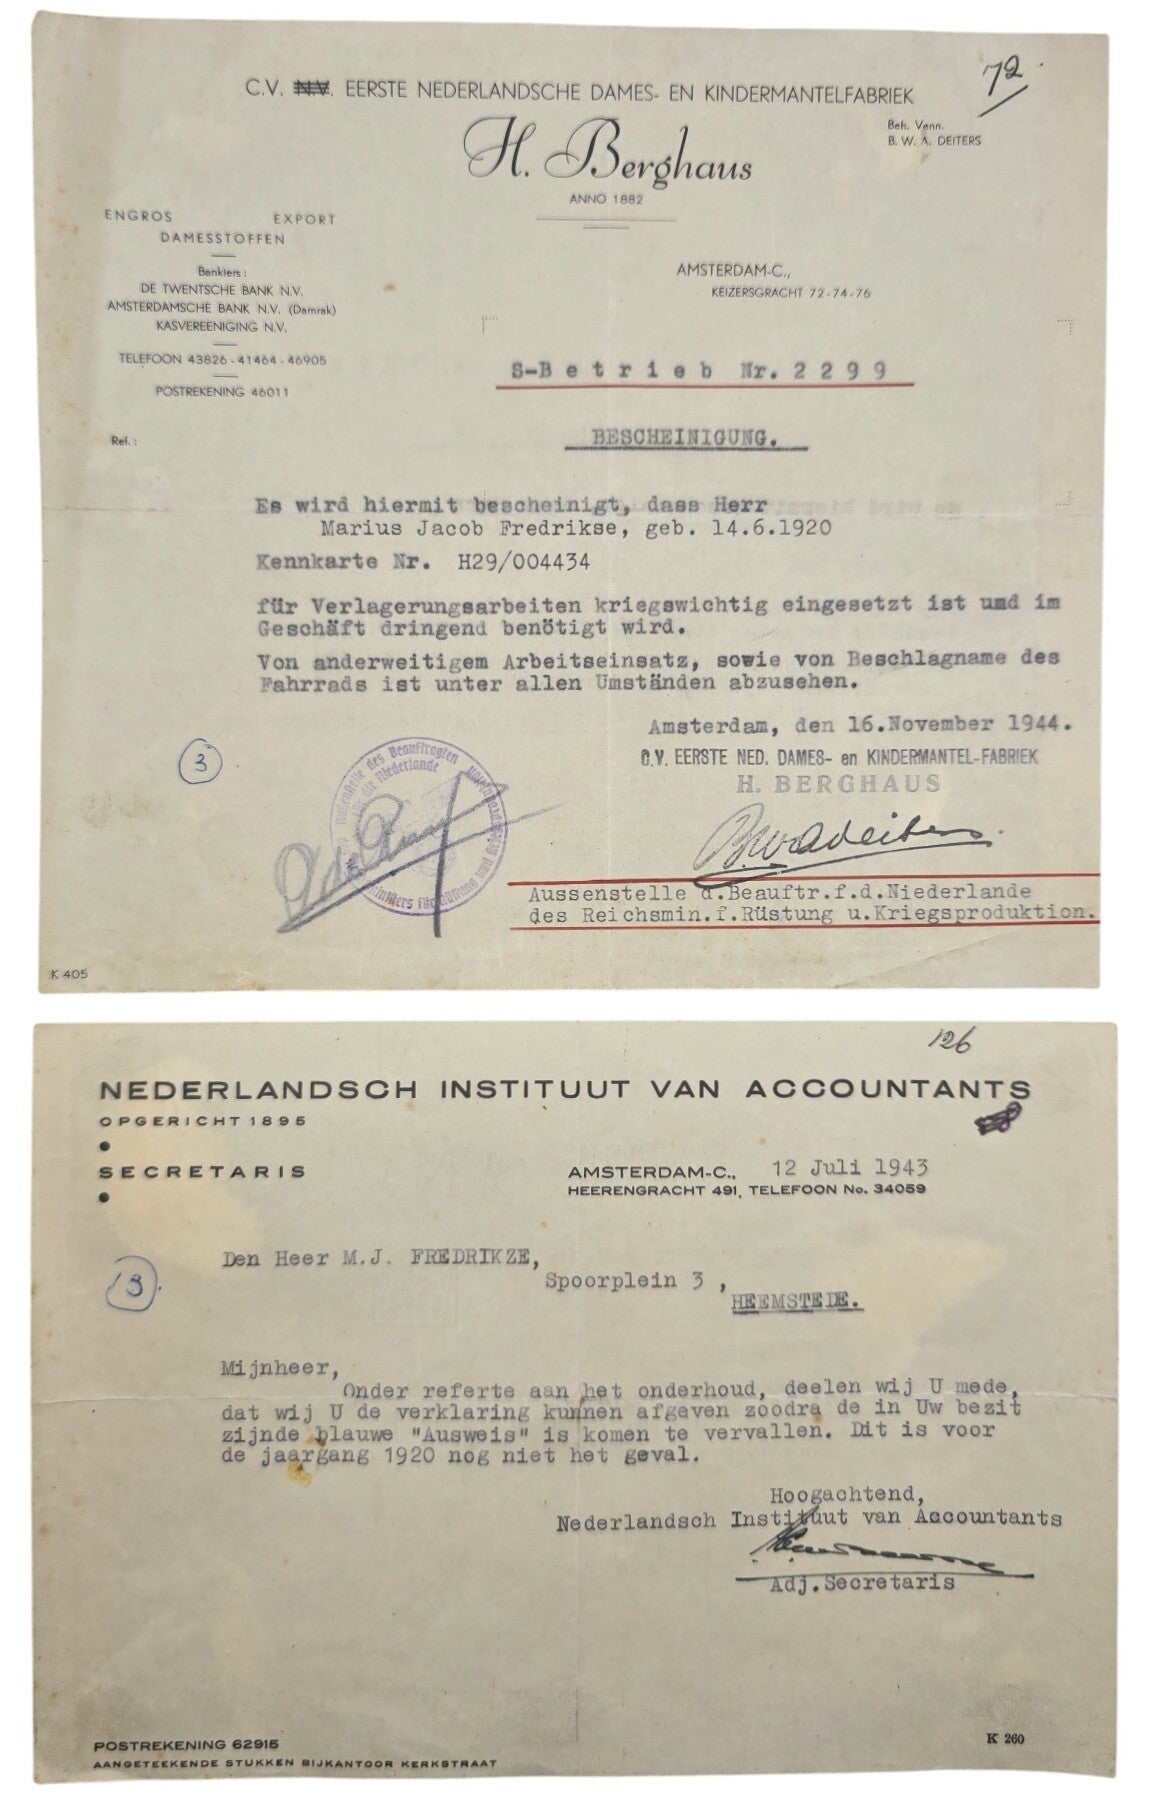 72
C.V. N.V. EERSTE NEDERLANDSCHE DAMES- EN KINDERMANTELFABRIEK
Beh. Venn.
B. W. A. DEITERS
H. Berghaus
ANNO 1882
ENGROS EXPORT
DAMESSTOFFEN
Bankiers:
DE TWENTSCHE BANK N.V.
AMSTERDAMSCHE BANK N.V. (Damrak)
KASVEREENIGING N.V.
TELEFOON 43826 - 41464 - 46905
POSTREKENING 46011
Ref.:
AMSTERDAM-C.,
KEIZERSGRACHT 72-74-76
S-Betrieb Nr. 2299
BESCHEINIGUNG.
Es wird hiermit bescheinigt, dass Herr
Marius Jacob Fredrikse, geb. 14.6.1920
Kennkarte Nr. H29/004434
für Verlagerungsarbeiten kriegswichtig eingesetzt ist und im
Geschäft dringend benötigt wird.
Von anderweitigem Arbeitseinsatz, sowie von Beschlagname des
Fahrrads ist unter allen Umständen abzusehen.
Amsterdam, den 16.November 1944.
C.V. EERSTE NED. DAMES- en KINDERMANTEL-FABRIEK
H. BERGHAUS
3
Außenstelle des Beauftragten
für die Niederlande
BWADeiters.
Aussenstelle d.Beauftr.f.d.Niederlande
des Reichsmin.f.Rüstung u.Kriegsproduktion.
K 405
126
NEDERLANDSCH INSTITUUT VAN ACCOUNTANTS
OPGERICHT 1895
SECRETARIS
AMSTERDAM-C., 12 Juli 1943
HEERENGRACHT 491, TELEFOON No. 34059
3
Den Heer M.J. FREDRIKZE,
Spoorplein 3 ,
HEEMSTEDE.
Mijnheer,
Onder referte aan het onderhoud, deelen wij U mede,
dat wij U de verklaring kunnen afgeven zoodra de in Uw bezit
zijnde blauwe "Ausweis" is komen te vervallen. Dit is voor
de jaargang 1920 nog niet het geval.
Hoogachtend,
Nederlandsch Instituut van Accountants
Adj.Secretaris
POSTREKENING 62915
AANGETEEKENDE STUKKEN BIJKANTOOR KERKSTRAAT
K 260